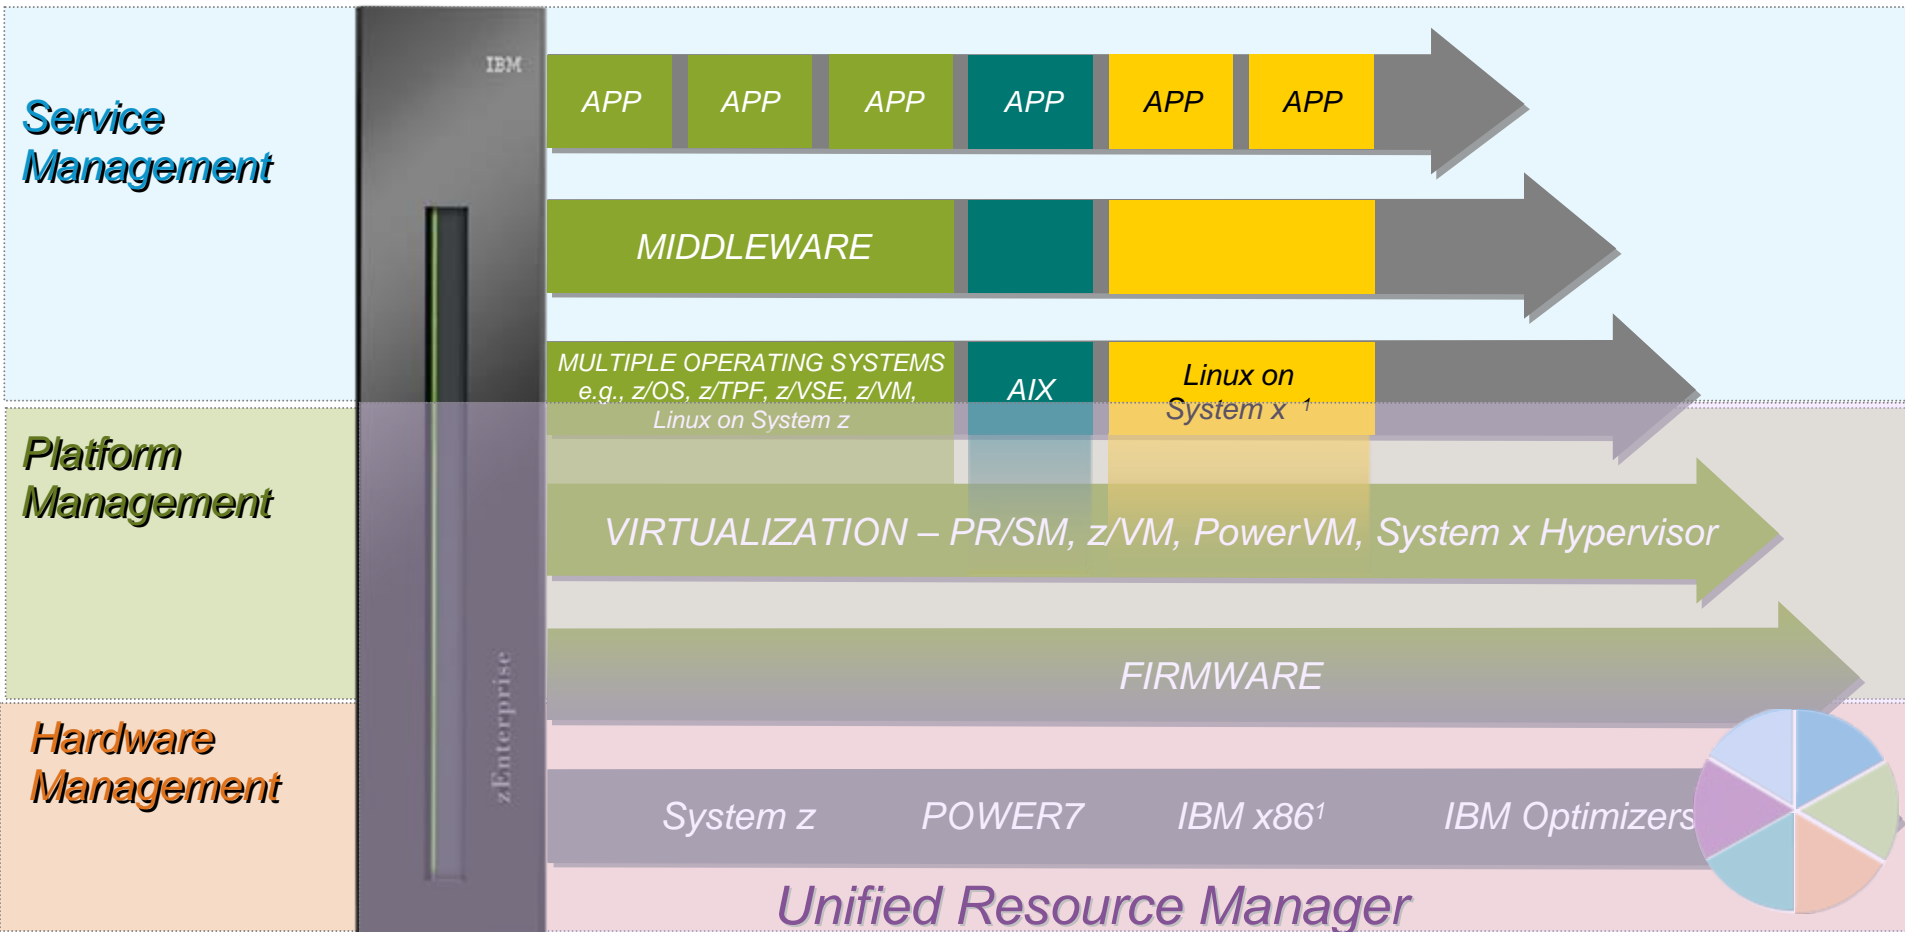 Service
Management
IBM
APP APP APP APP APP APP
MIDDLEWARE
MULTIPLE OPERATING SYSTEMS
e.g., z/OS, z/TPF, z/VSE, z/VM,
Linux on System z
AIX
Linux on
System x 1
Platform
Management
VIRTUALIZATION – PR/SM, z/VM, PowerVM, System x Hypervisor
FIRMWARE
zEnterprise
Hardware
Management
System z POWER7 IBM x86¹ IBM Optimizers
Unified Resource Manager